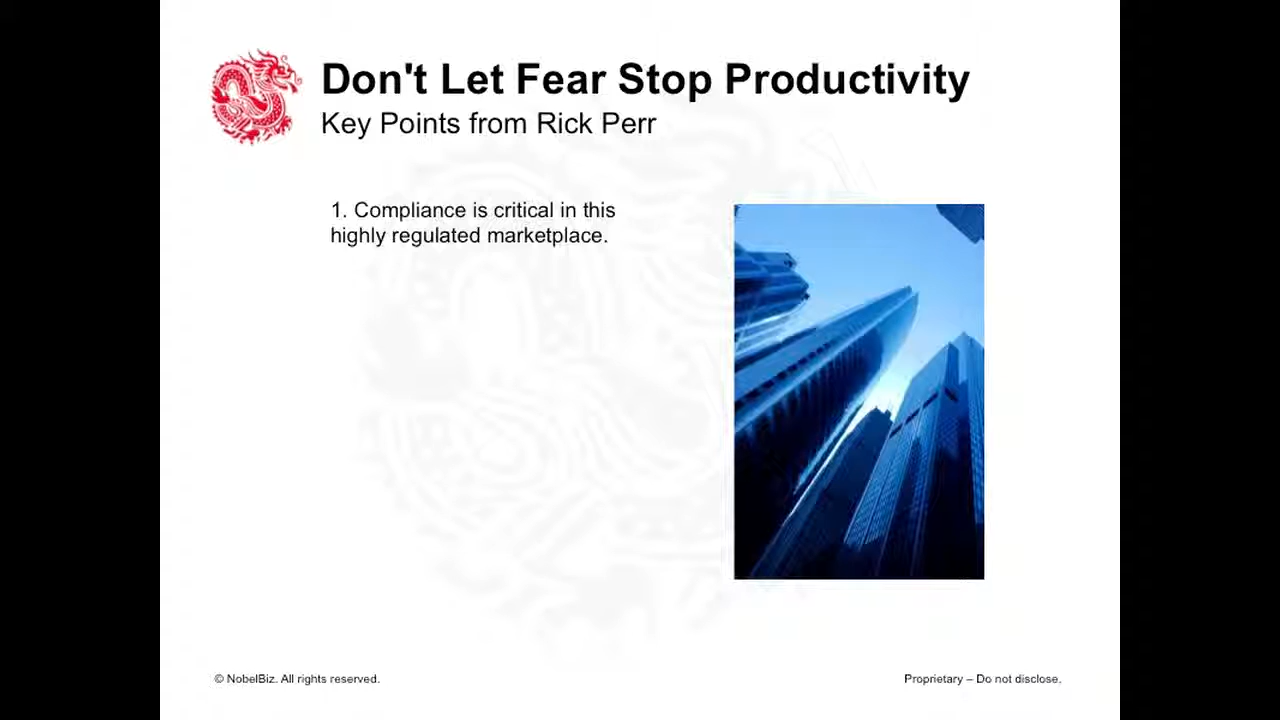 Don't Let Fear Stop Productivity
Key Points from Rick Perr
1. Compliance is critical in this
highly regulated marketplace.
© NobelBiz. All rights reserved.
Proprietary – Do not disclose.